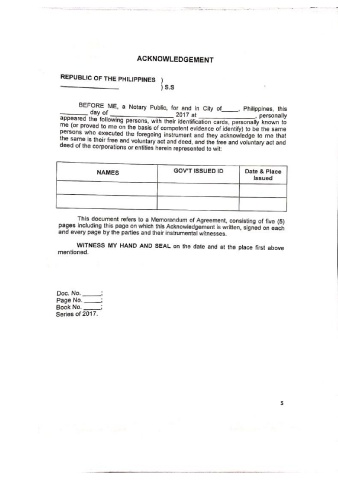 ACKNOWLEDGEMENT
REPUBLIC OF THE PHILIPPINES )
____________ ) S.S
BEFORE ME, a Notary Public, for and in City of_____, Philippines, this
_______ day of ________________ 2017 at ______________, personally
appeared the following persons, with their identification cards, personally known to
me (or proved to me on the basis of competent evidence of identify) to be the same
persons who executed the foregoing instrument and they acknowledge to me that
the same is their free and voluntary act and deed, and the free and voluntary act and
deed of the corporations or entities herein represented to wit:
NAMES GOV'T ISSUED ID Date & Place
Issued
This document refers to a Memorandum of Agreement, consisting of five (5)
pages including this page on which this Acknowledgement is written, signed on each
and every page by the parties and their instrumental witnesses.
WITNESS MY HAND AND SEAL on the date and at the place first above
mentioned.
Doc. No. _____;
Page No. _____;
Book No. _____;
Series of 2017.
5